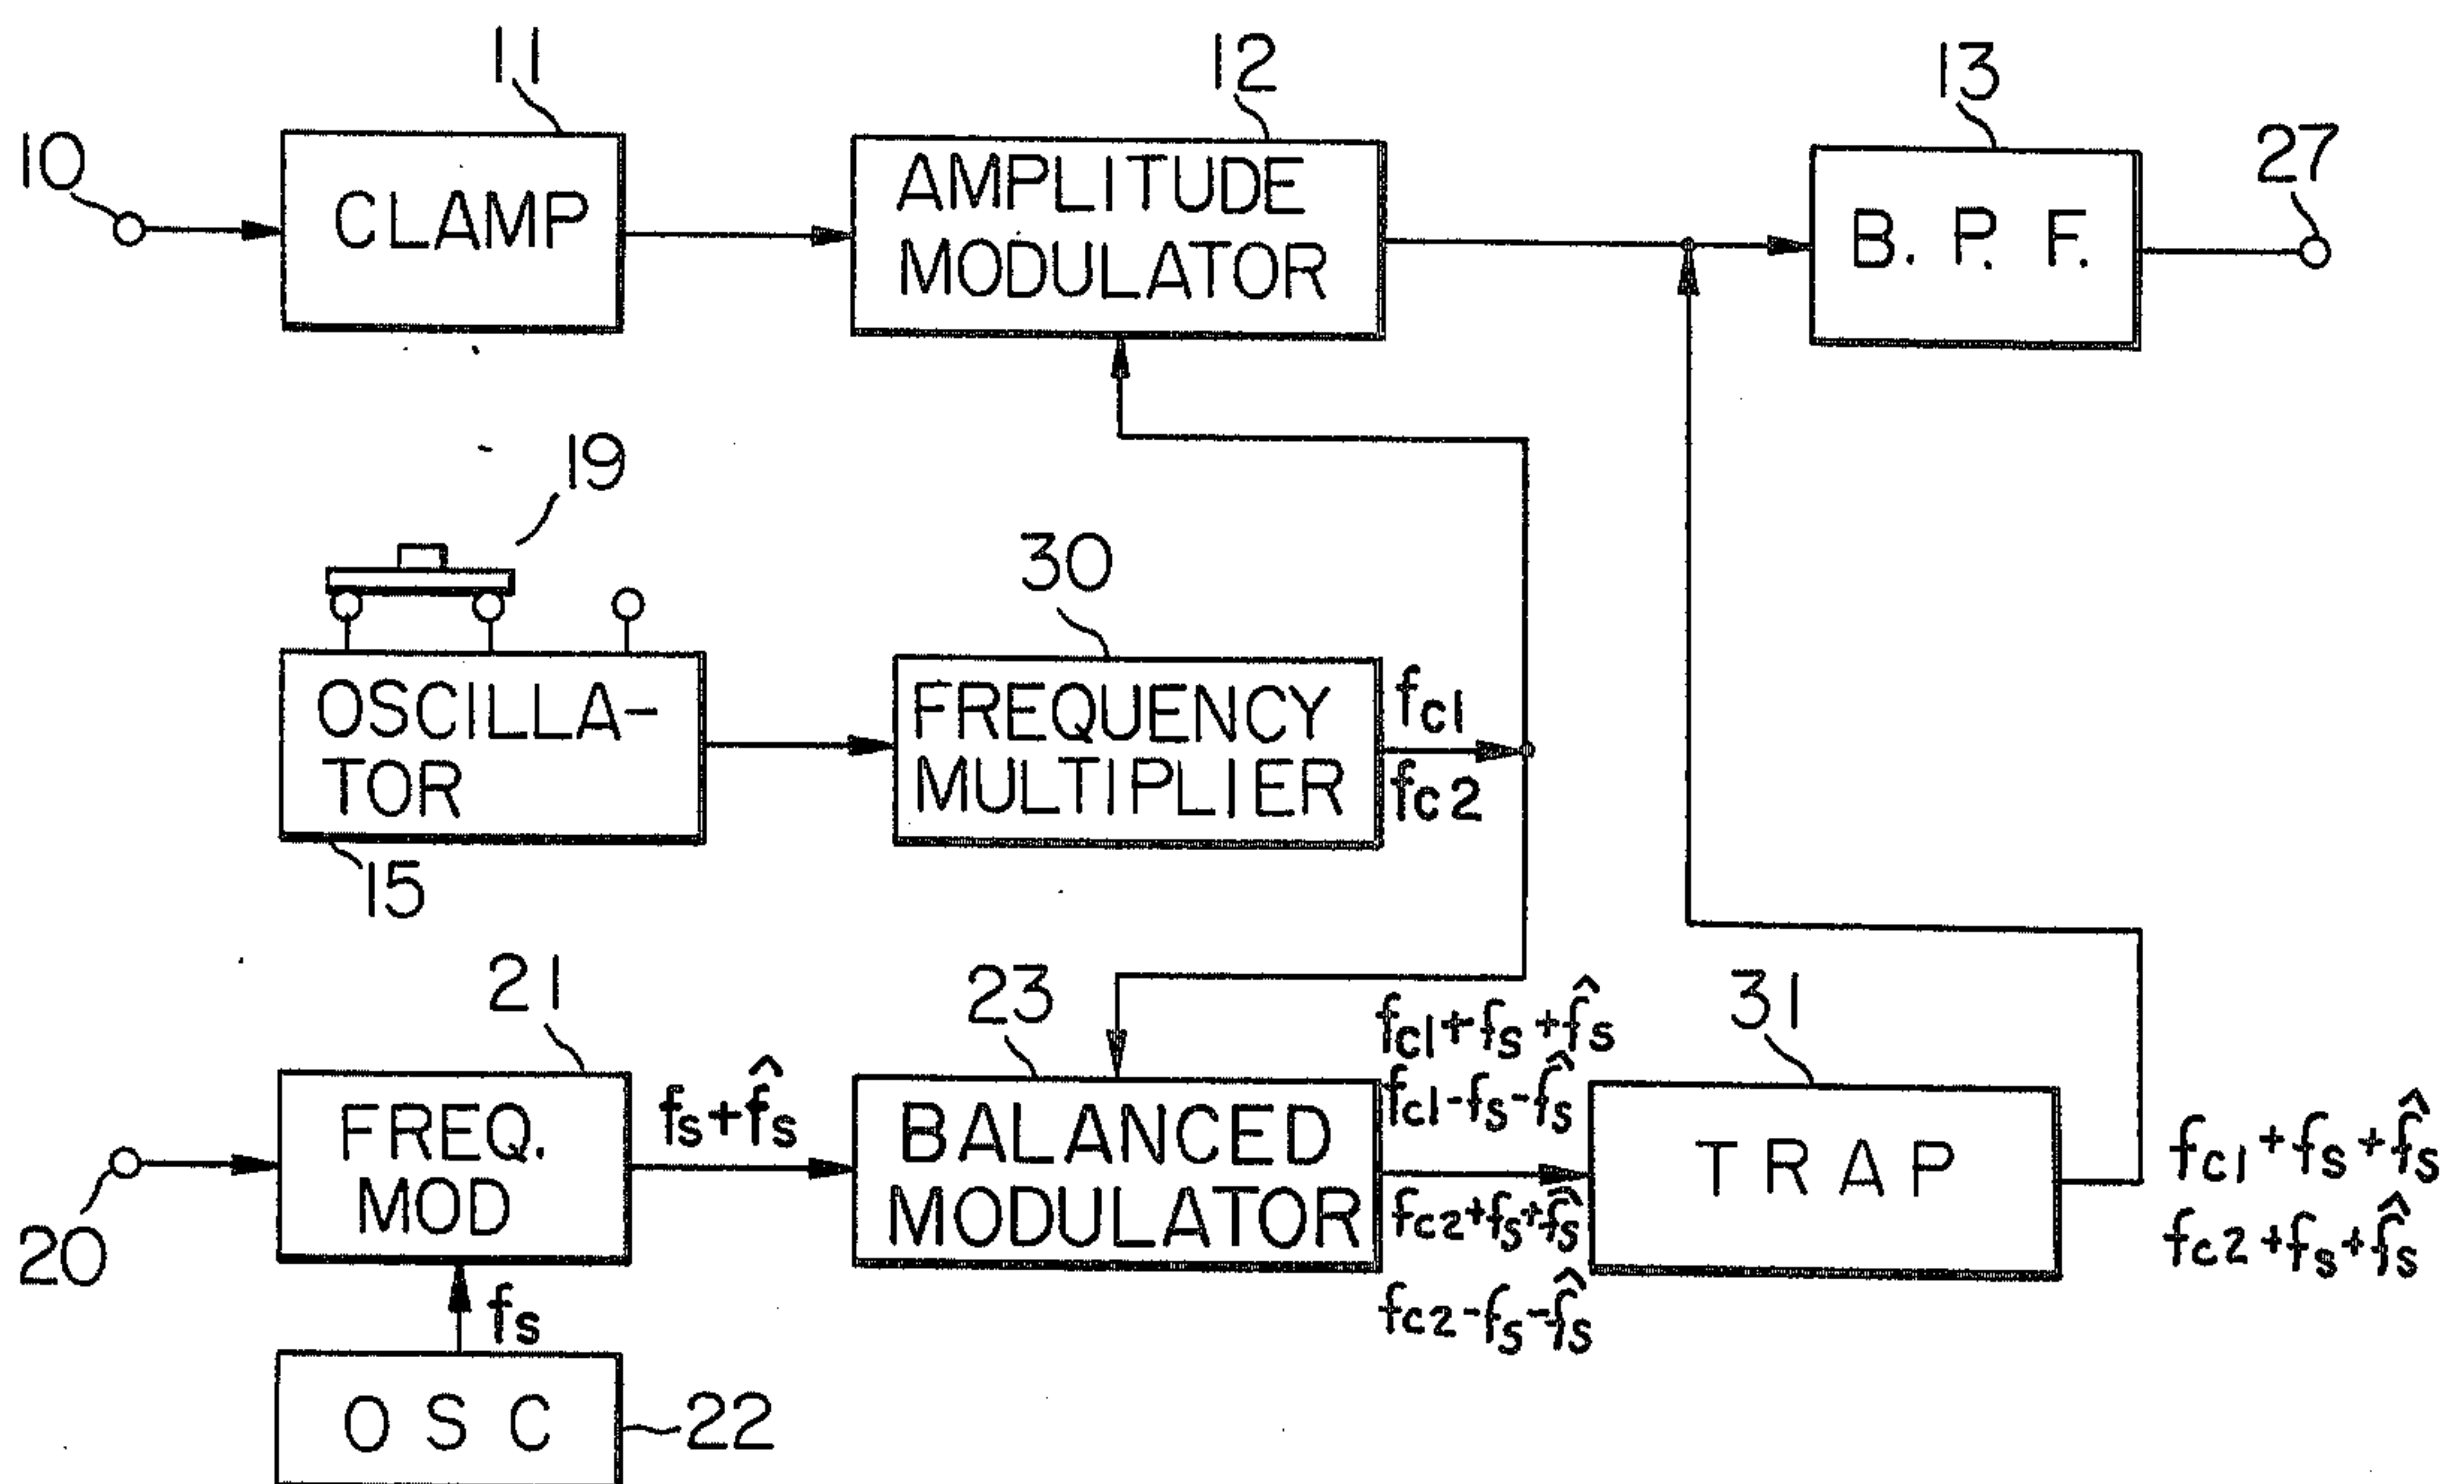 11
12
13
10
27
CLAMP
AMPLITUDE
MODULATOR
B. P. F.
19
30
OSCILLA-
TOR
FREQUENCY
MULTIPLIER
fc1
fc2
15
21
23
31
fc1+fs+f̂s
fc1-fs-f̂s
FREQ.
MOD
fs+f̂s
BALANCED
MODULATOR
TRAP
fc1+fs+f̂s
fc2+fs+f̂s
fc2+fs+f̂s
fc2-fs-f̂s
20
fs
OSC
22